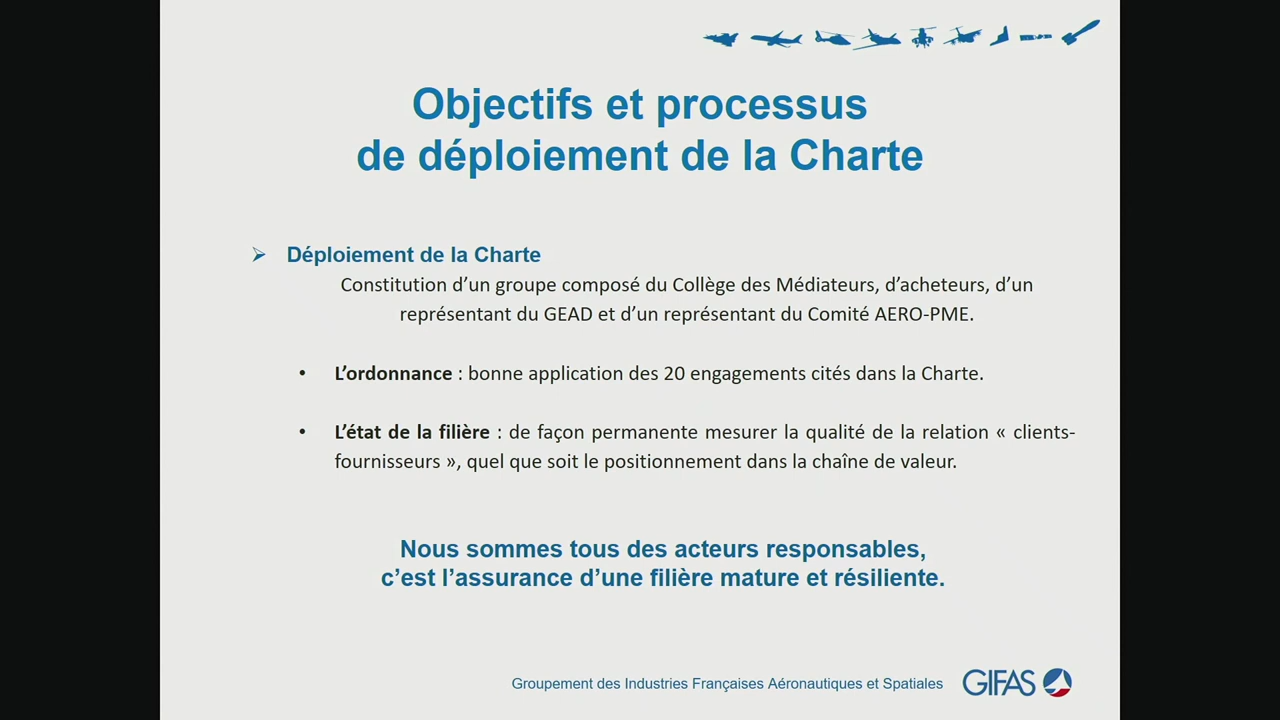 Objectifs et processus
de déploiement de la Charte
➢ Déploiement de la Charte
Constitution d’un groupe composé du Collège des Médiateurs, d’acheteurs, d’un
représentant du GEAD et d’un représentant du Comité AERO-PME.
• L’ordonnance : bonne application des 20 engagements cités dans la Charte.
• L’état de la filière : de façon permanente mesurer la qualité de la relation « clients-
fournisseurs », quel que soit le positionnement dans la chaîne de valeur.
Nous sommes tous des acteurs responsables,
c’est l’assurance d’une filière mature et résiliente.
Groupement des Industries Françaises Aéronautiques et Spatiales GIFAS